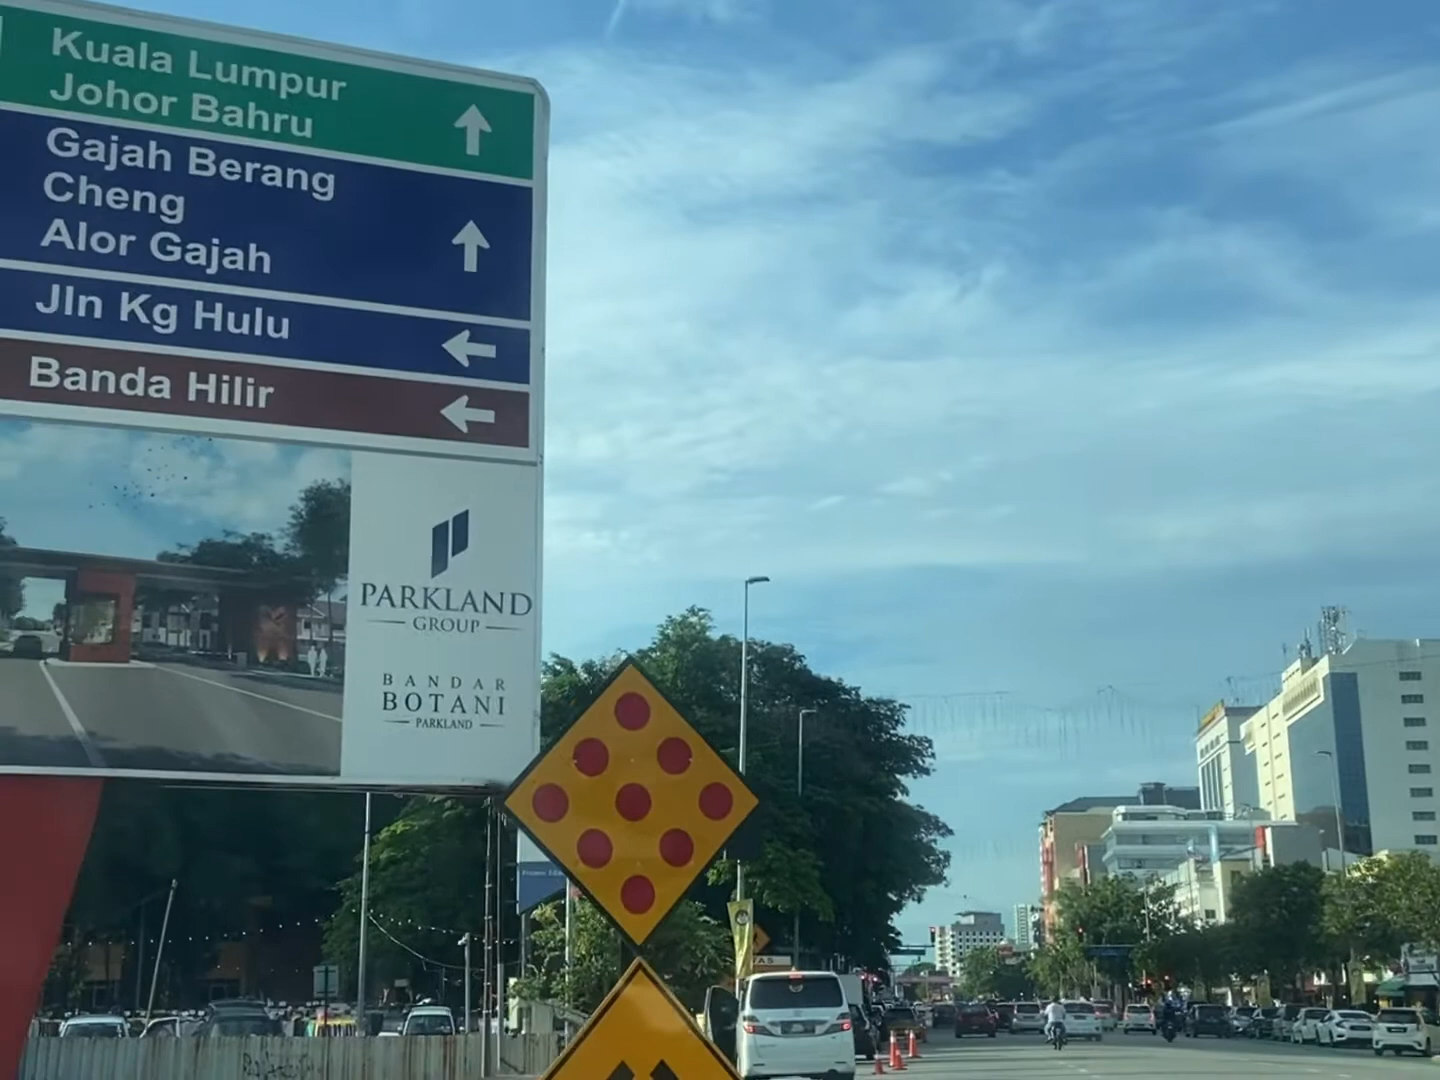 Kuala Lumpur
Johor Bahru
Gajah Berang
Cheng
Alor Gajah
Jln Kg Hulu
Banda Hilir
PARKLAND
GROUP
BANDAR
BOTANI
PARKLAND